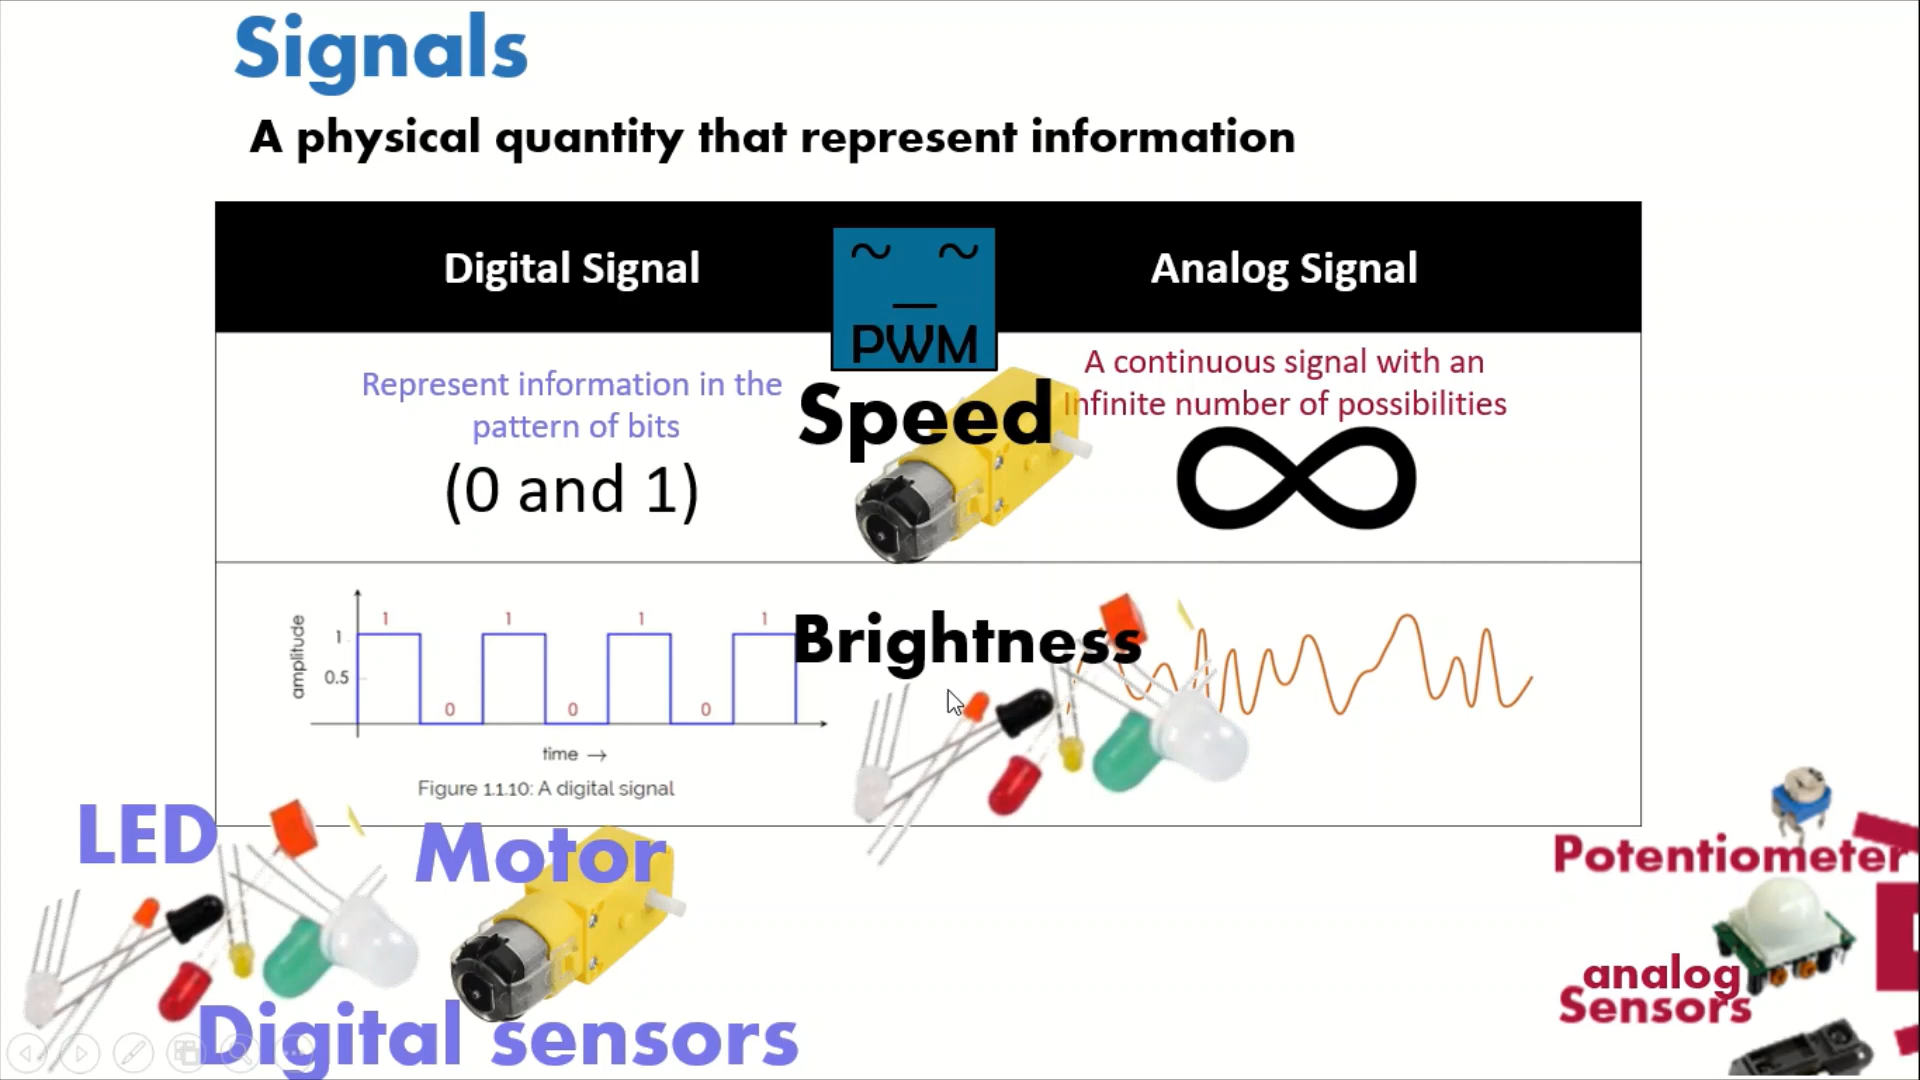 Signals
A physical quantity that represent information
Digital Signal
~ ~
_
PWM
Analog Signal
Represent information in the
pattern of bits
(0 and 1)
Speed
A continuous signal with an
Infinite number of possibilities
∞
amplitude
1
0.5
1 1 1 1
0 0 0
time →
Figure 1.1.10: A digital signal
Brightness
LED
Motor
Digital sensors
Potentiometer
analog
Sensors